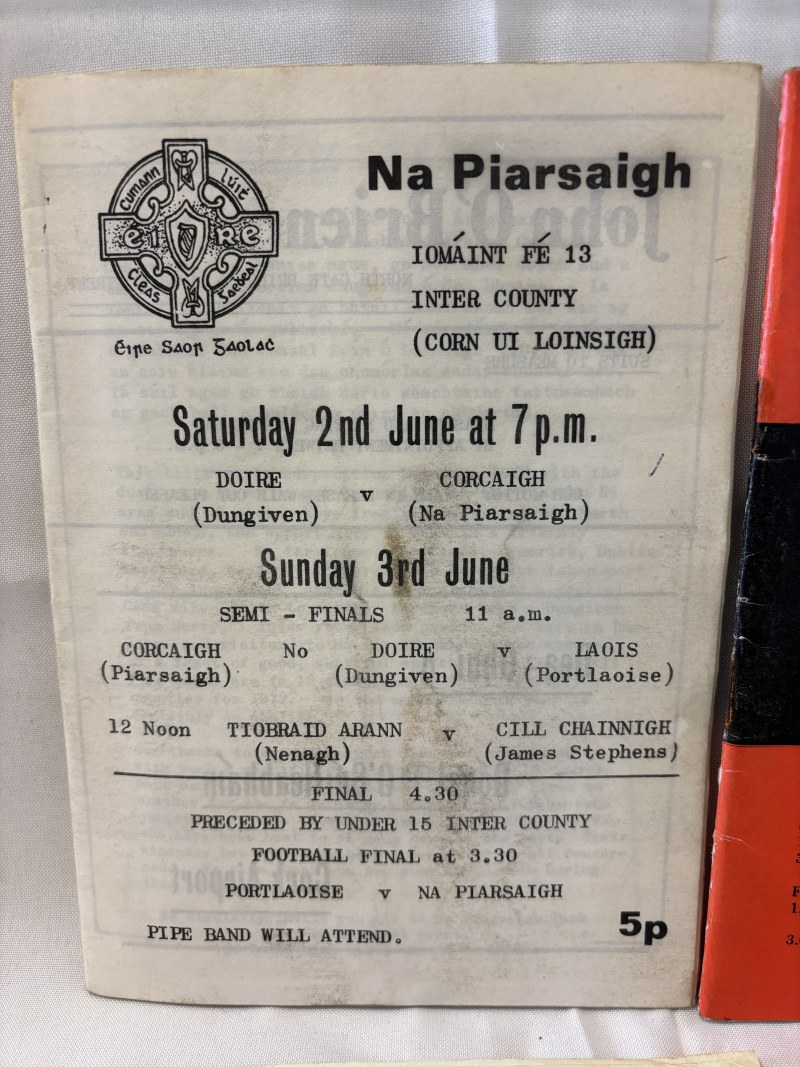 Cumann
Lúit
EIRE
Cleas
Gaedeal
Éire Saor Gaolac
Na Piarsaigh
IOMÁINT FÉ 13
INTER COUNTY
(CORN UI LOINSIGH)
Saturday 2nd June at 7p.m.
DOIRE v CORCAIGH
(Dungiven) (Na Piarsaigh)
Sunday 3rd June
SEMI - FINALS 11 a.m.
CORCAIGH No DOIRE v LAOIS
(Piarsaigh) (Dungiven) (Portlaoise)
12 Noon TIOBRAID ARANN v CILL CHAINNIGH
(Nenagh) (James Stephens)
FINAL 4.30
PRECEDED BY UNDER 15 INTER COUNTY
FOOTBALL FINAL at 3.30
PORTLAOISE v NA PIARSAIGH
PIPE BAND WILL ATTEND.
5p